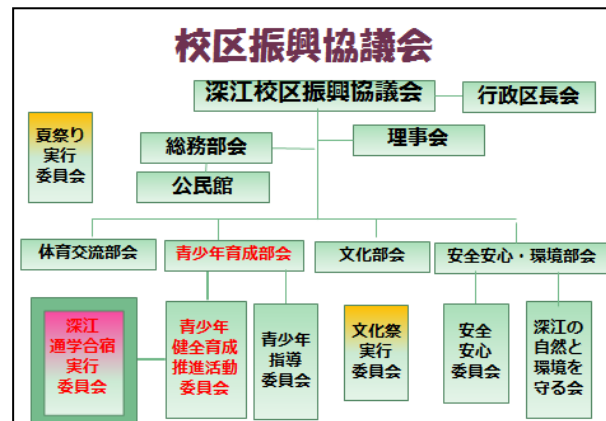 校区振興協議会
深江校区振興協議会
行政区長会
夏祭り
実行
委員会
総務部会
理事会
公民館
体育交流部会
青少年育成部会
文化部会
安全安心・環境部会
深江
通学合宿
実行
委員会
青少年
健全育成
推進活動
委員会
青少年
指導
委員会
文化祭
実行
委員会
安全
安心
委員会
深江の
自然と
環境を
守る会